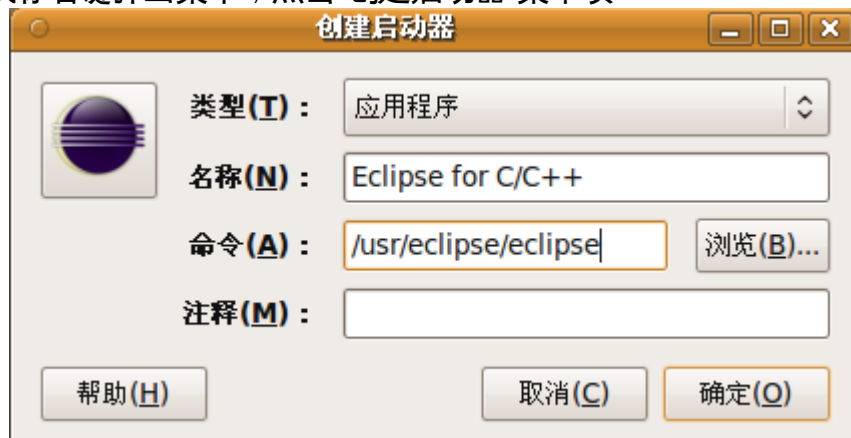 创建启动器
类型(T)： 应用程序
名称(N)： Eclipse for C/C++
命令(A)： /usr/eclipse/eclipse 浏览(B)...
注释(M)：
帮助(H) 取消(C) 确定(O)